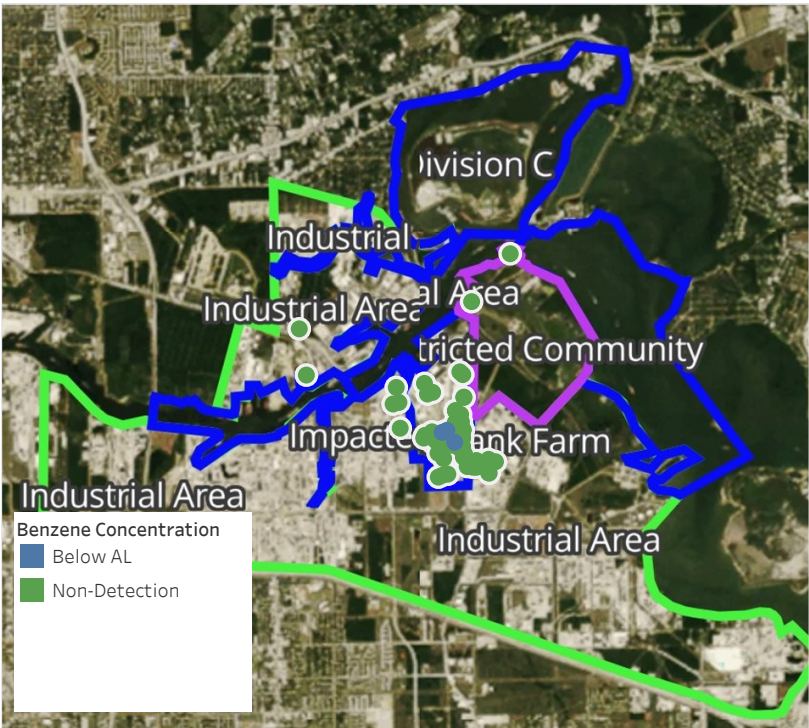 Division C
Industrial
al Area
Industrial Area
tricted Community
Impacte ank Farm
Industrial Area
Industrial Area
Benzene Concentration
Below AL
Non-Detection